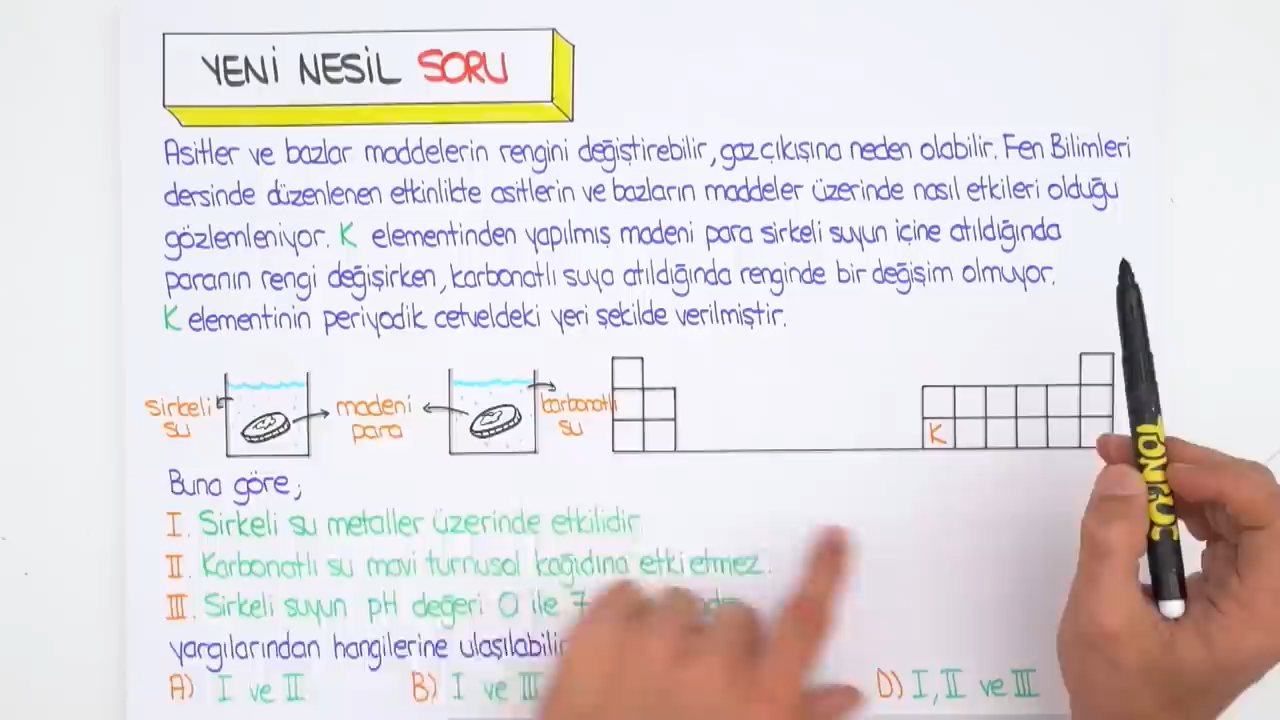 YENİ NESİL SORU
Asitler ve bazlar maddelerin rengini değiştirebilir, gaz çıkışına neden olabilir. Fen Bilimleri
dersinde düzenlenen etkinlikte asitlerin ve bazların maddeler üzerinde nasıl etkileri olduğu
gözlemleniyor. K elementinden yapılmış madeni para sirkeli suyun içine atıldığında
paranın rengi değişirken, karbonatlı suya atıldığında renginde bir değişim olmuyor.
K elementinin periyodik cetveldeki yeri şekilde verilmiştir.
sirkeli su
madeni para
karbonatlı su
K
TONGUÇ
Buna göre;
I. Sirkeli su metaller üzerinde etkilidir
II. Karbonatlı su mavi turnusol kağıdına etki etmez.
III. Sirkeli suyun pH değeri 0 ile 7
yargılarından hangilerine ulaşılabilir
A) I ve II B) I ve III D) I, II ve III